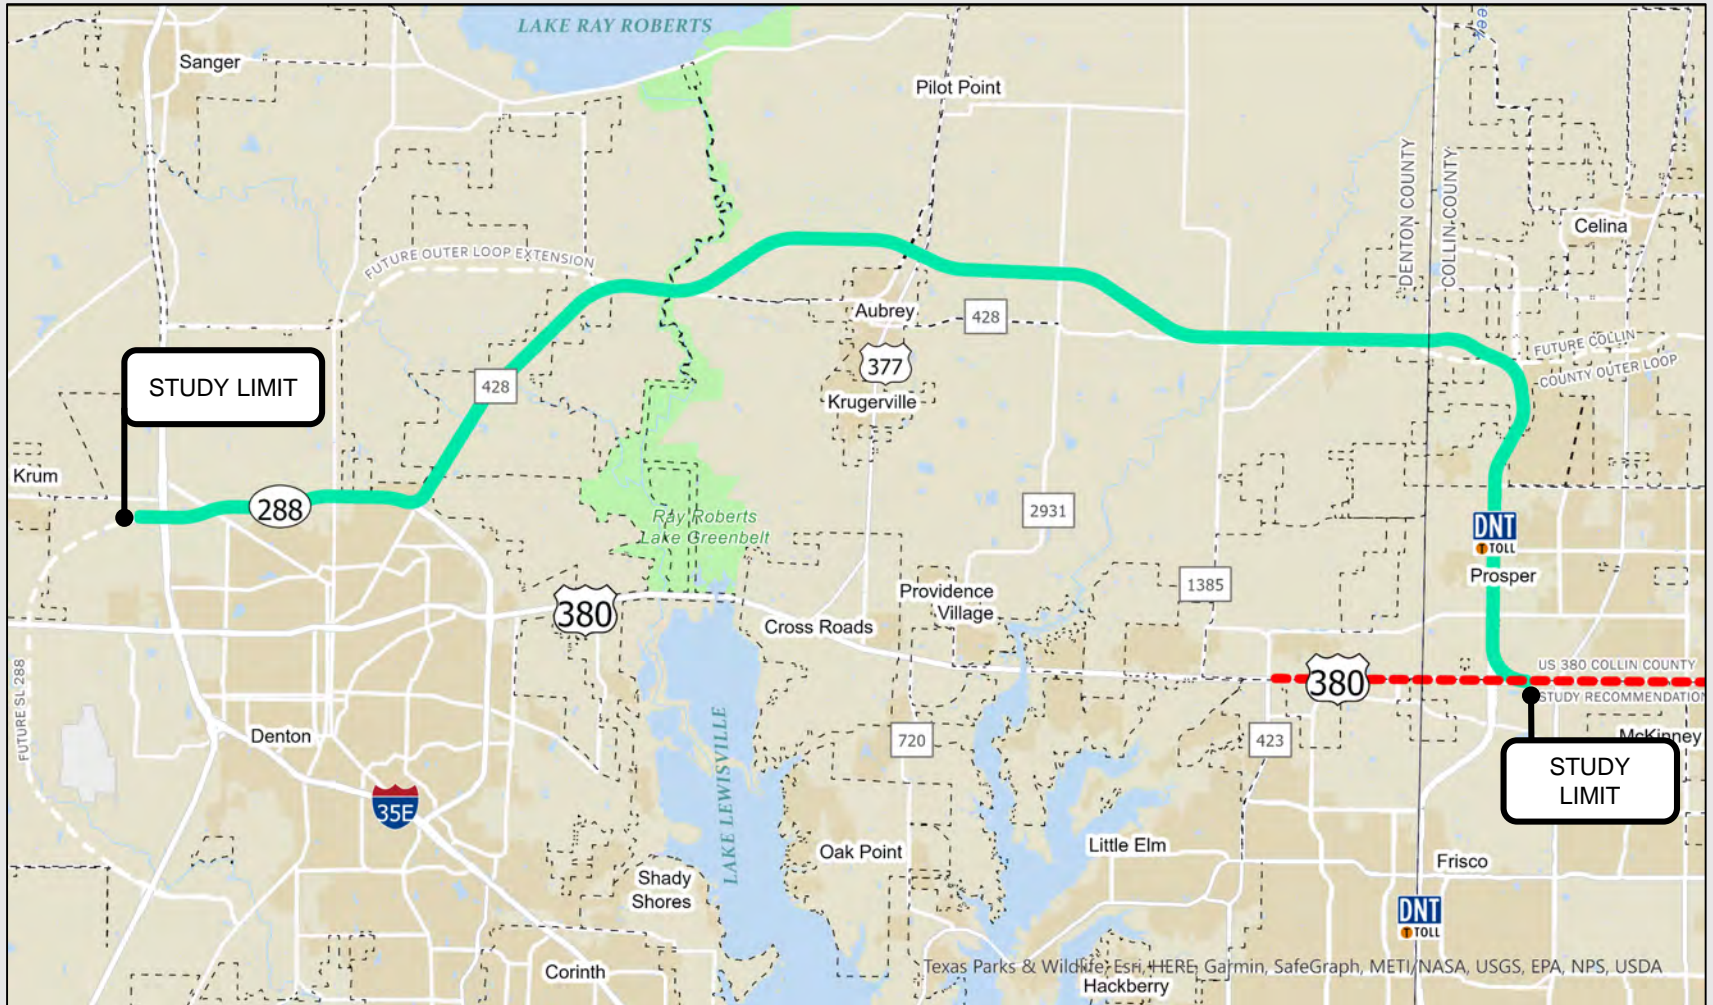 LAKE RAY ROBERTS
Sanger
Pilot Point
DENTON COUNTY
COLLIN COUNTY
Celina
FUTURE OUTER LOOP EXTENSION
Aubrey
428
FUTURE COLLIN
COUNTY OUTER LOOP
377
STUDY LIMIT
428
Krugerville
Krum
288
2931
Ray Roberts
Lake Greenbelt
DNT
T TOLL
Prosper
1385
Providence
Village
380
Cross Roads
US 380 COLLIN COUNTY
380
STUDY RECOMMENDATION
FUTURE SL 288
Denton
LAKE LEWISVILLE
720
423
McKinney
STUDY
LIMIT
35E
Oak Point
Little Elm
Frisco
Shady
Shores
DNT
T TOLL
Corinth
Texas Parks & Wildlife, Esri, HERE, Garmin, SafeGraph, METI/NASA, USGS, EPA, NPS, USDA
Hackberry